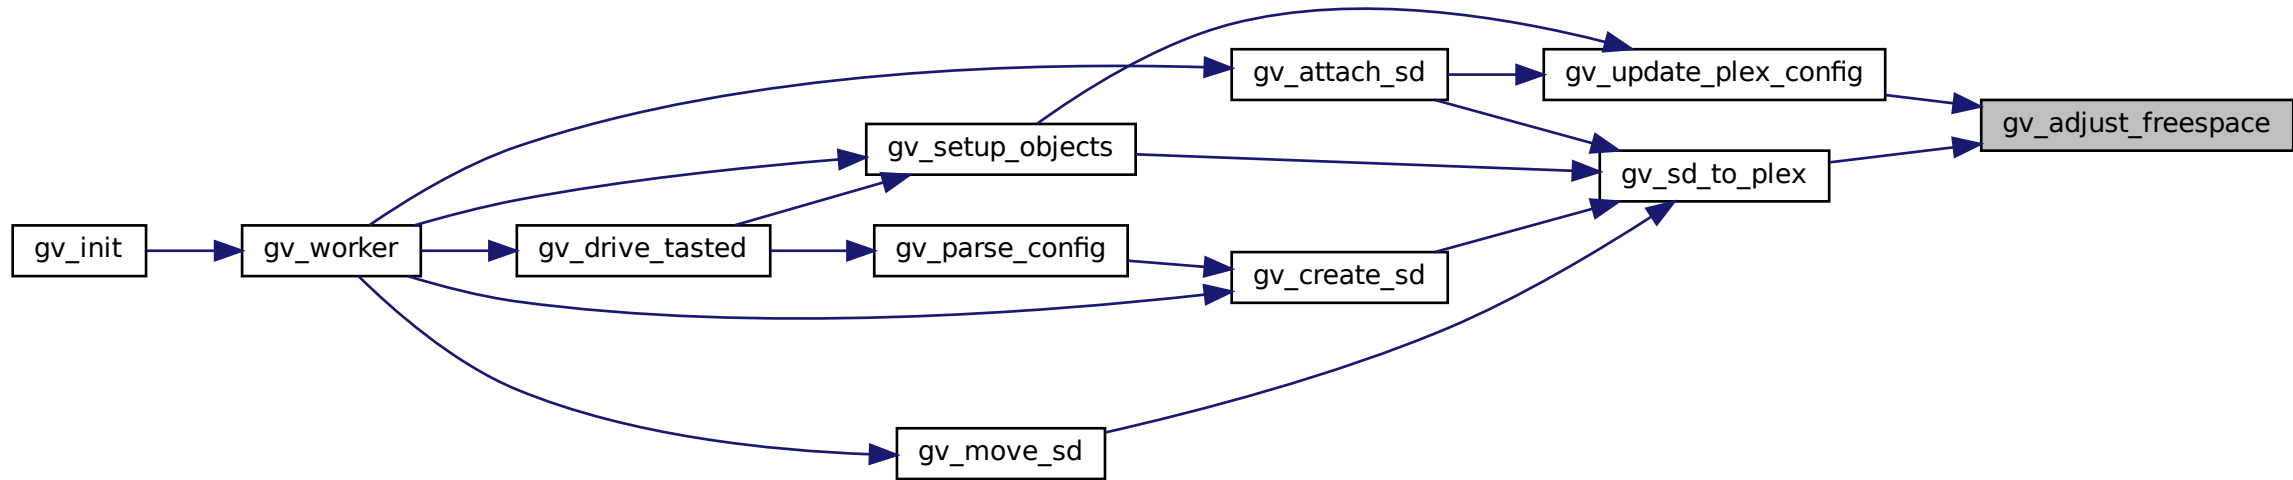 gv_attach_sd
gv_update_plex_config
gv_adjust_freespace
gv_setup_objects
gv_sd_to_plex
gv_init
gv_worker
gv_drive_tasted
gv_parse_config
gv_create_sd
gv_move_sd